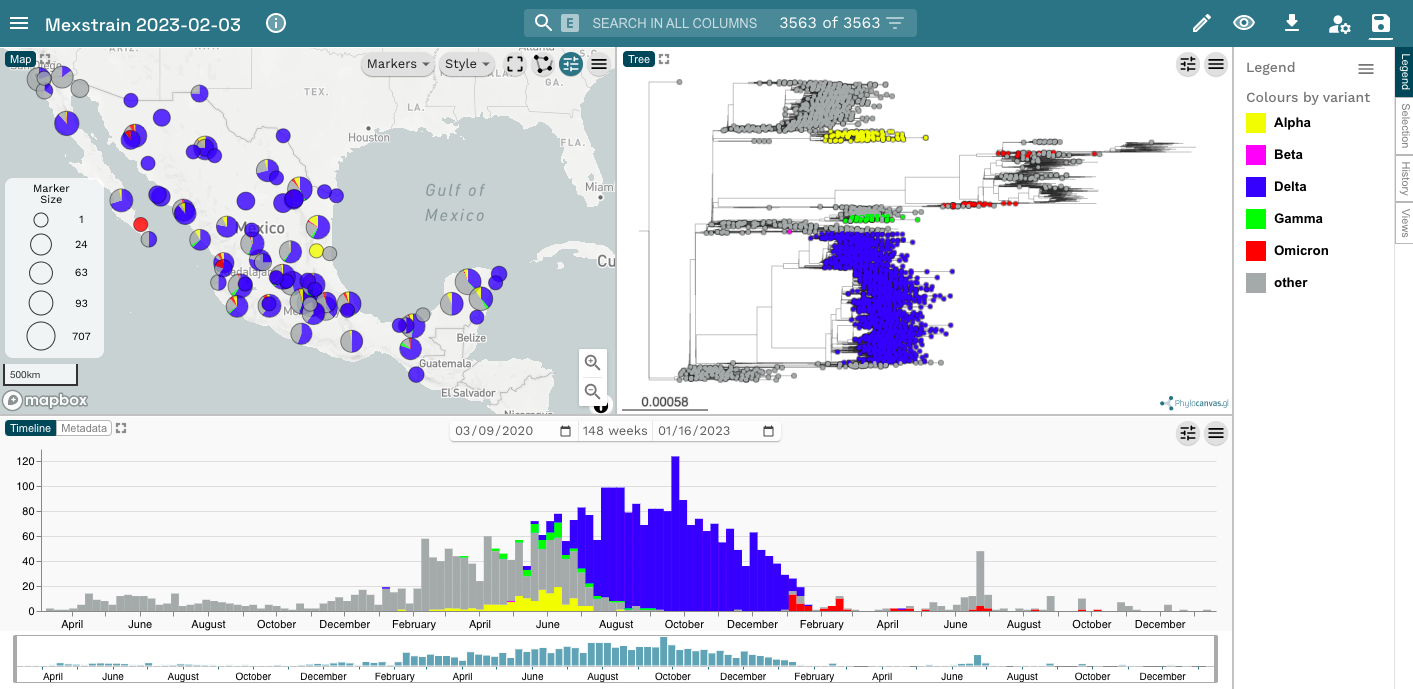 Mexstrain 2023-02-03
E SEARCH IN ALL COLUMNS 3563 of 3563
Map
Markers
Style
TEX.
LA.
GA.
FLA.
Houston
Miam
Gulf of
Mexico
Mexico
Cu
Belize
Guatemala
El Salvador
Marker
Size
1
24
63
93
707
500km
mapbox
Tree
0.00058
Phylocanvas.gl
Legend
Colours by variant
Alpha
Beta
Delta
Gamma
Omicron
other
Legend
Selection
History
Views
Timeline Metadata
03/09/2020 148 weeks 01/16/2023
120
100
80
60
40
20
0
April June August October December February April June August October December February April June August October December
April June August October December February April June August October December February April June August October December